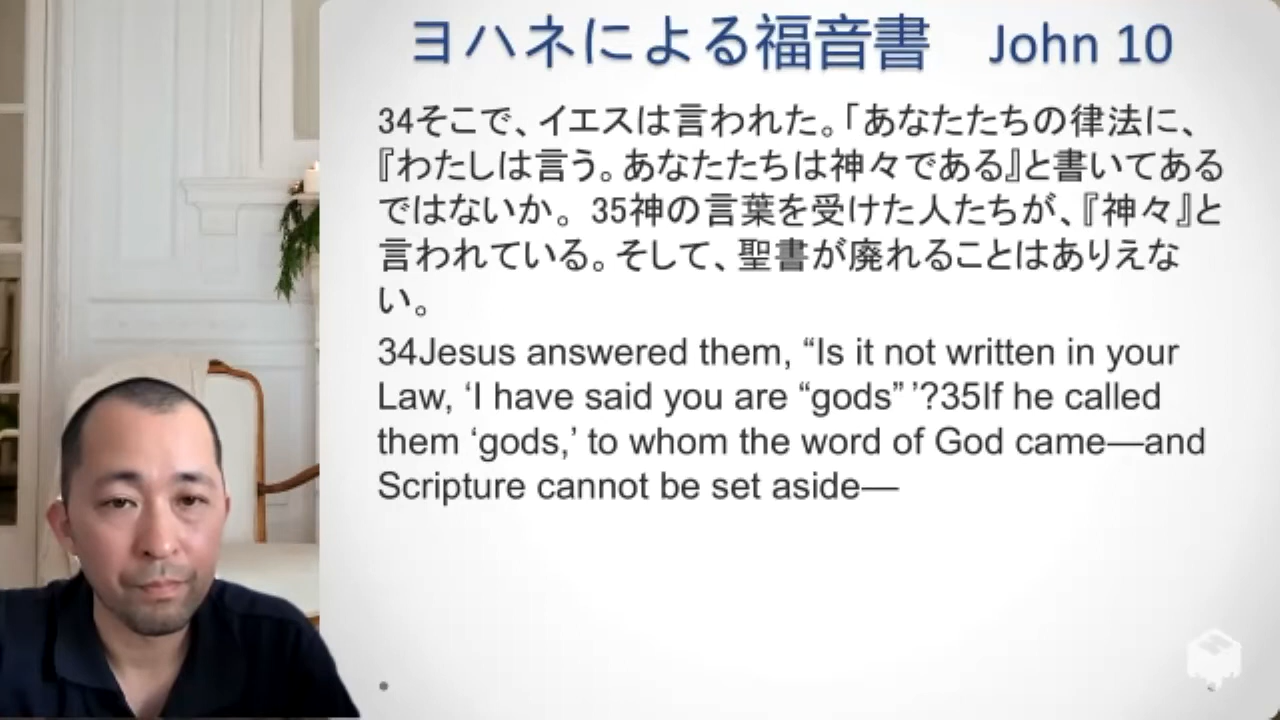 ヨハネによる福音書　John 10
34そこで、イエスは言われた。「あなたたちの律法に、
『わたしは言う。あなたたちは神々である』と書いてある
ではないか。 35神の言葉を受けた人たちが、『神々』と
言われている。そして、聖書が廃れることはありえな
い。
34Jesus answered them, “Is it not written in your
Law, ‘I have said you are “gods” ’?35If he called
them ‘gods,’ to whom the word of God came—and
Scripture cannot be set aside—